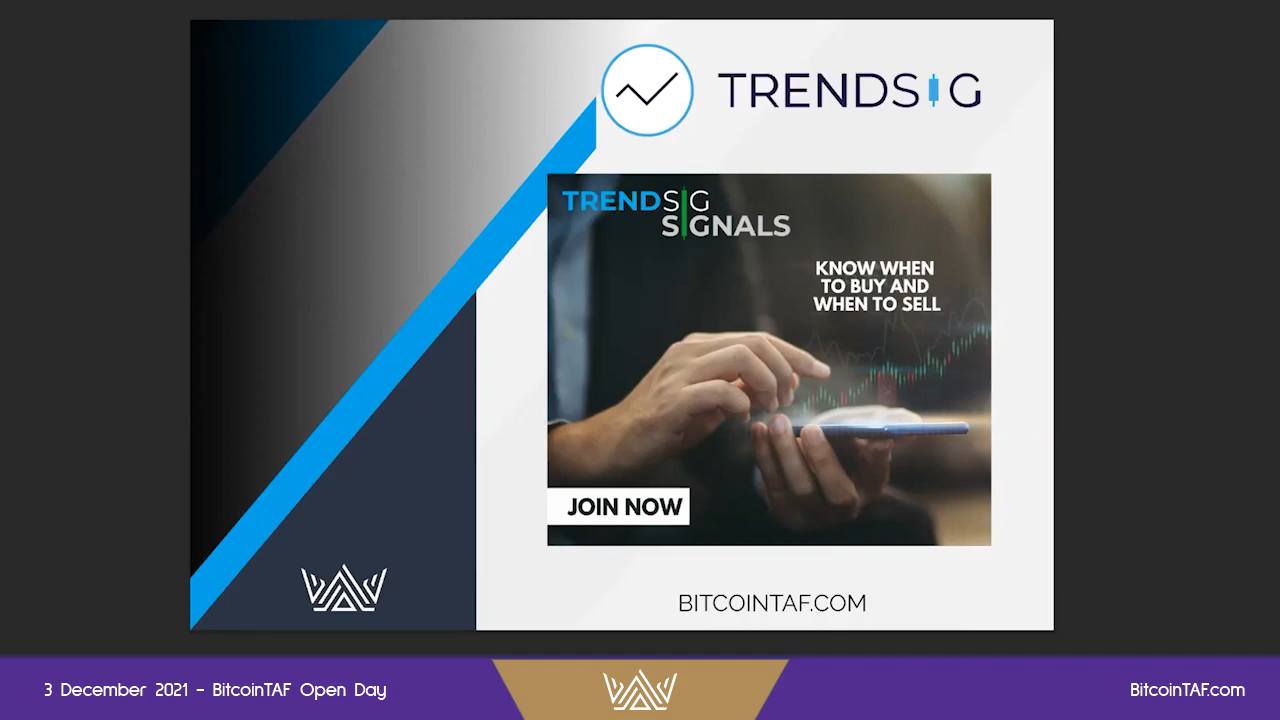 TRENDSIG
TRENDSIG
SIGNALS
KNOW WHEN
TO BUY AND
WHEN TO SELL
JOIN NOW
BITCOINTAF.COM
3 December 2021 - BitcoinTAF Open Day
BitcoinTAF.com